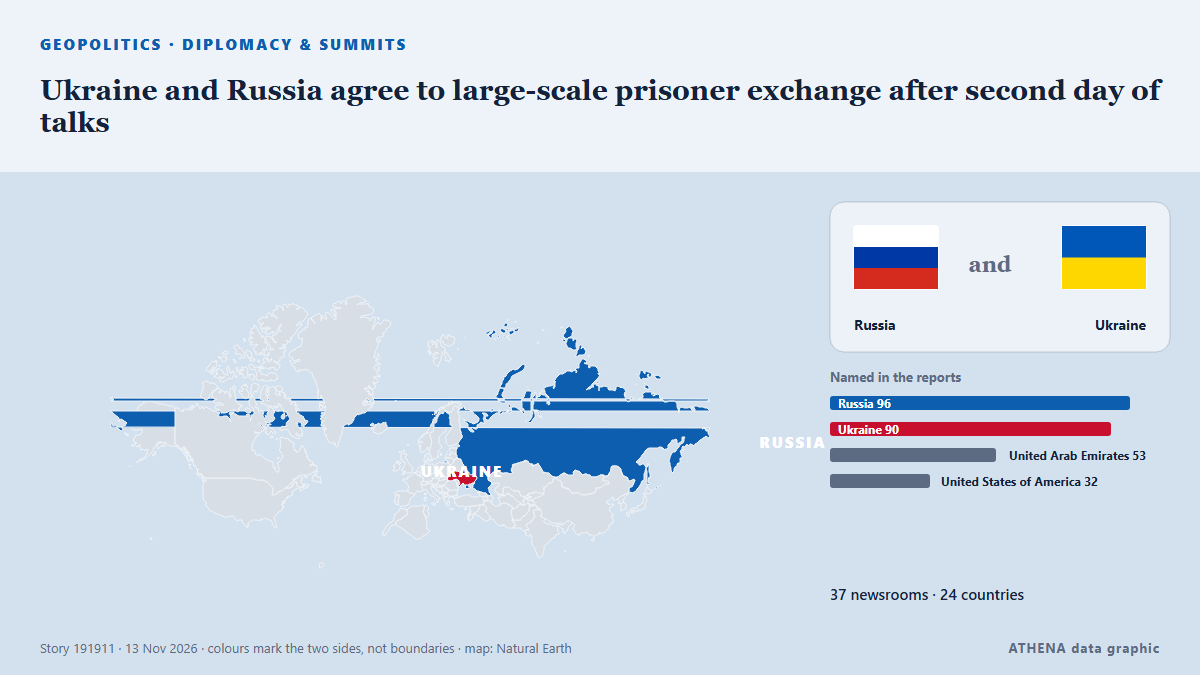 GEOPOLITICS · DIPLOMACY & SUMMITS
Ukraine and Russia agree to large-scale prisoner exchange after second day of
talks
and
Russia
Ukraine
Named in the reports
Russia 96
Ukraine 90
RUSSIA
United Arab Emirates 53
UKRAINE
United States of America 32
37 newsrooms · 24 countries
Story 191911 · 13 Nov 2026 · colours mark the two sides, not boundaries · map: Natural Earth
ATHENA data graphic